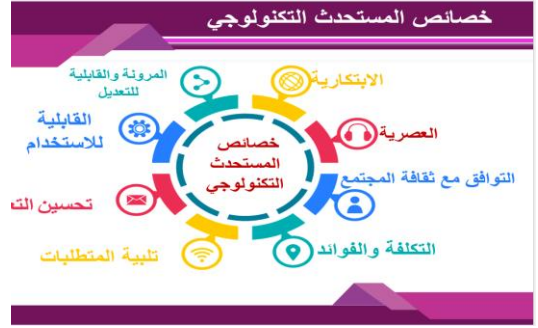 خصائص المستحدث التكنولوجي
المرونة والقابلية
للتعديل
الابتكارية
القابلية
للاستخدام
خصائص
المستحدث
التكنولوجي
العصرية
التوافق مع ثقافة المجتمع
تحسين
تلبية المتطلبات
التكلفة والفوائد